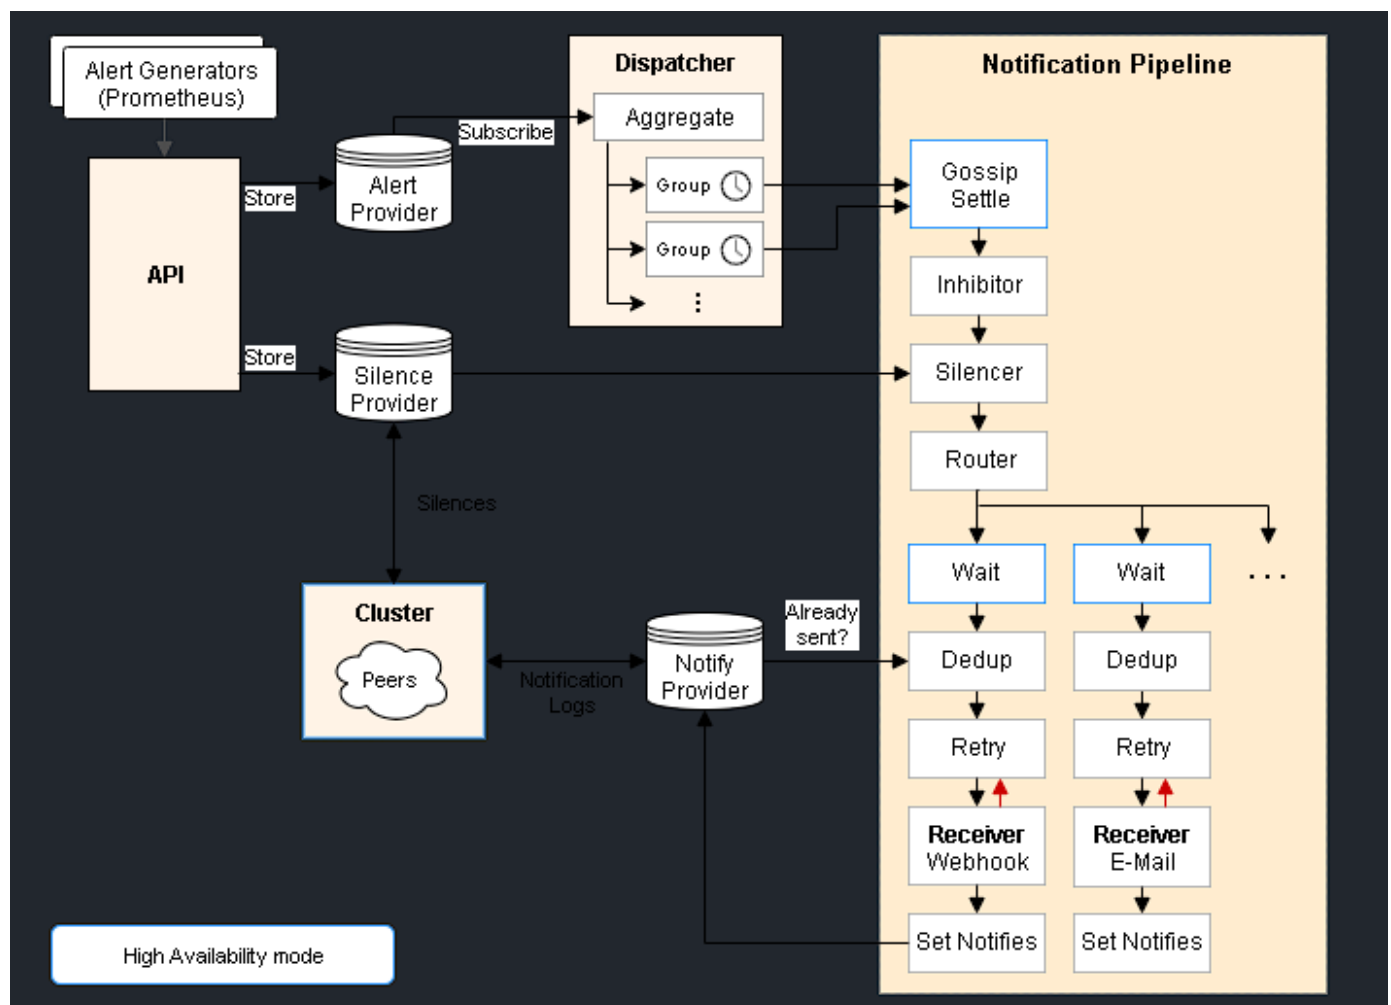 Alert Generators
(Prometheus)
API
Store
Alert
Provider
Subscribe
Dispatcher
Aggregate
Group
Group
⋮
Store
Silence
Provider
Silences
Cluster
Peers
Notification
Logs
Notify
Provider
Already
sent?
Notification Pipeline
Gossip
Settle
Inhibitor
Silencer
Router
Wait
Dedup
Retry
Receiver
Webhook
Set Notifies
Wait
Dedup
Retry
Receiver
E-Mail
Set Notifies
...
High Availability mode